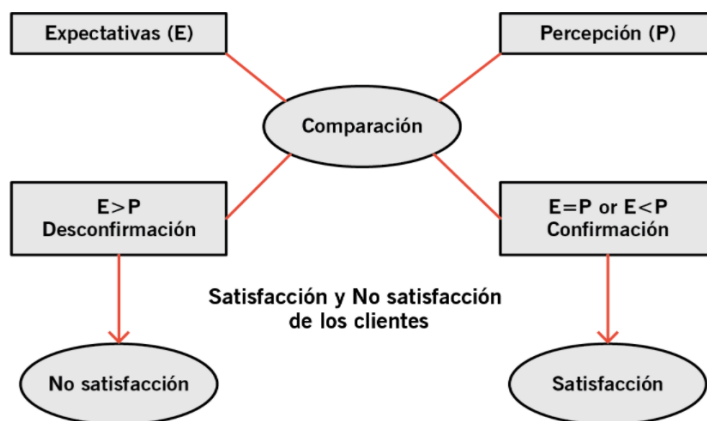 Expectativas (E)
Percepción (P)
Comparación
E>P
Desconfirmación
E=P or E<P
Confirmación
Satisfacción y No satisfacción
de los clientes
No satisfacción
Satisfacción